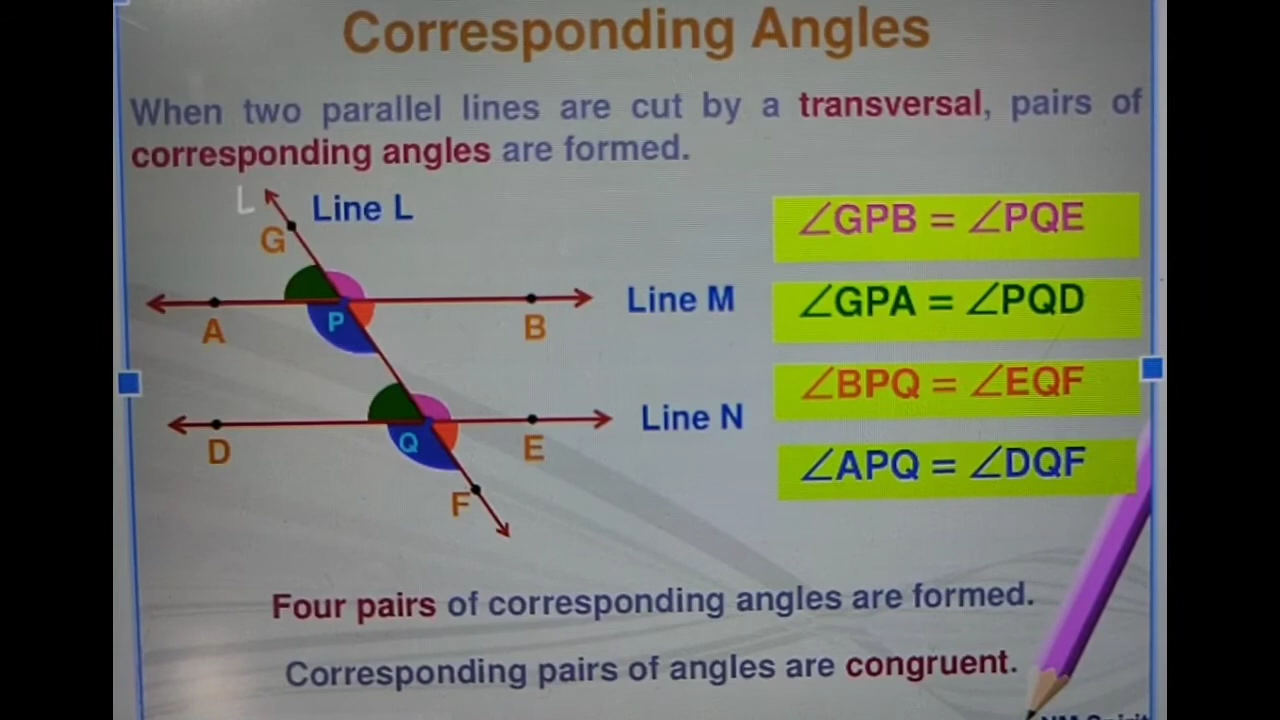 Corresponding Angles
When two parallel lines are cut by a transversal, pairs of
corresponding angles are formed.
L
Line L
G
∠GPB = ∠PQE
A
P
B
Line M
∠GPA = ∠PQD
∠BPQ = ∠EQF
D
Q
E
Line N
F
∠APQ = ∠DQF
Four pairs of corresponding angles are formed.
Corresponding pairs of angles are congruent.